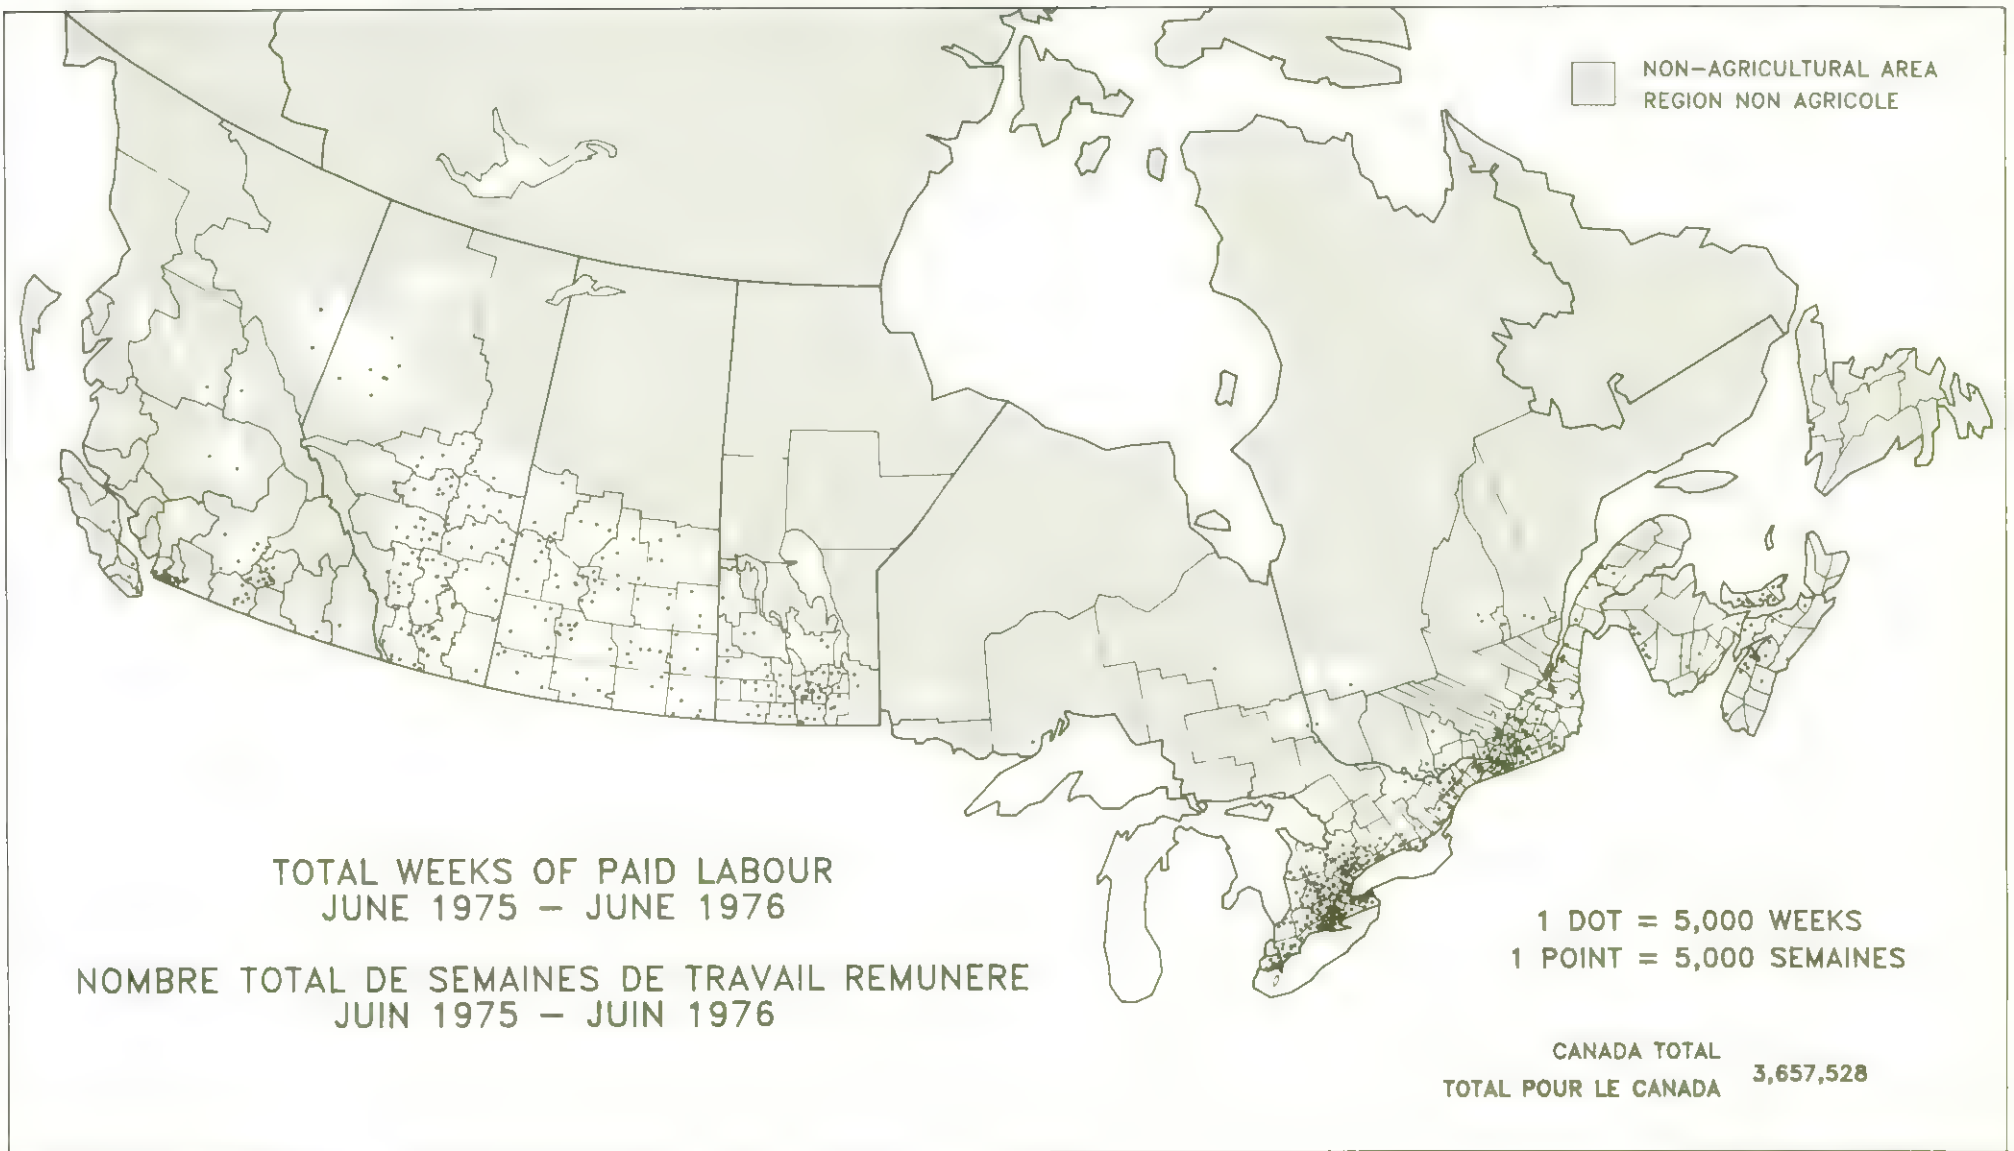 NON-AGRICULTURAL AREA
REGION NON AGRICOLE
TOTAL WEEKS OF PAID LABOUR
JUNE 1975 - JUNE 1976
NOMBRE TOTAL DE SEMAINES DE TRAVAIL REMUNERE
JUIN 1975 - JUIN 1976
1 DOT = 5,000 WEEKS
1 POINT = 5,000 SEMAINES
CANADA TOTAL
TOTAL POUR LE CANADA
3,657,528